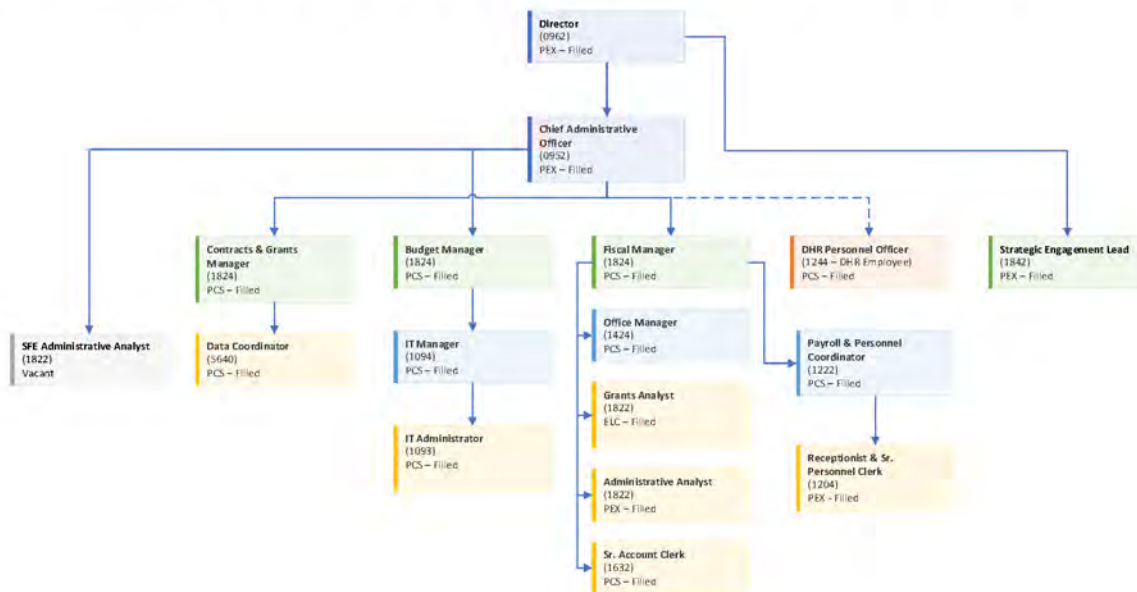 Director
(0962)
PEX – Filled
Chief Administrative
Officer
(0952)
PEX – Filled
Contracts & Grants
Manager
(1824)
PCS – Filled
Budget Manager
(1824)
PCS – Filled
Fiscal Manager
(1824)
PCS – Filled
DHR Personnel Officer
(1244 – DHR Employee)
PCS – Filled
Strategic Engagement Lead
(1842)
PEX – Filled
SFE Administrative Analyst
(1822)
Vacant
Data Coordinator
(5640)
PCS – Filled
IT Manager
(1094)
PCS – Filled
Office Manager
(1424)
PCS – Filled
Payroll & Personnel
Coordinator
(1222)
PCS – Filled
Grants Analyst
(1822)
ELC – Filled
IT Administrator
(1093)
PCS – Filled
Receptionist & Sr.
Personnel Clerk
(1204)
PEX - Filled
Administrative Analyst
(1822)
PEX – Filled
Sr. Account Clerk
(1632)
PCS – Filled